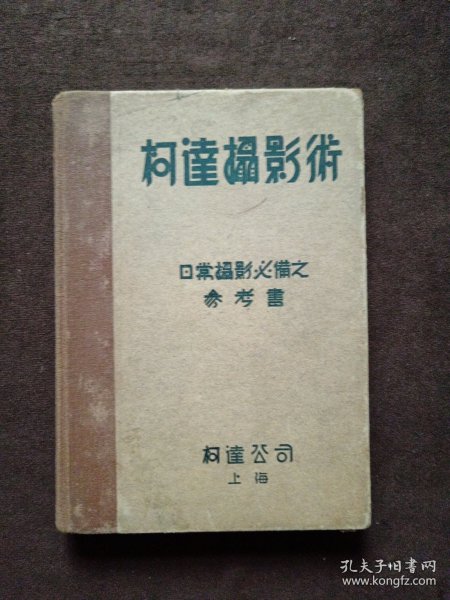 柯達攝影術
日常攝影必備之
參考書
柯達公司
上海
孔夫子旧书网
www.kongfz.com